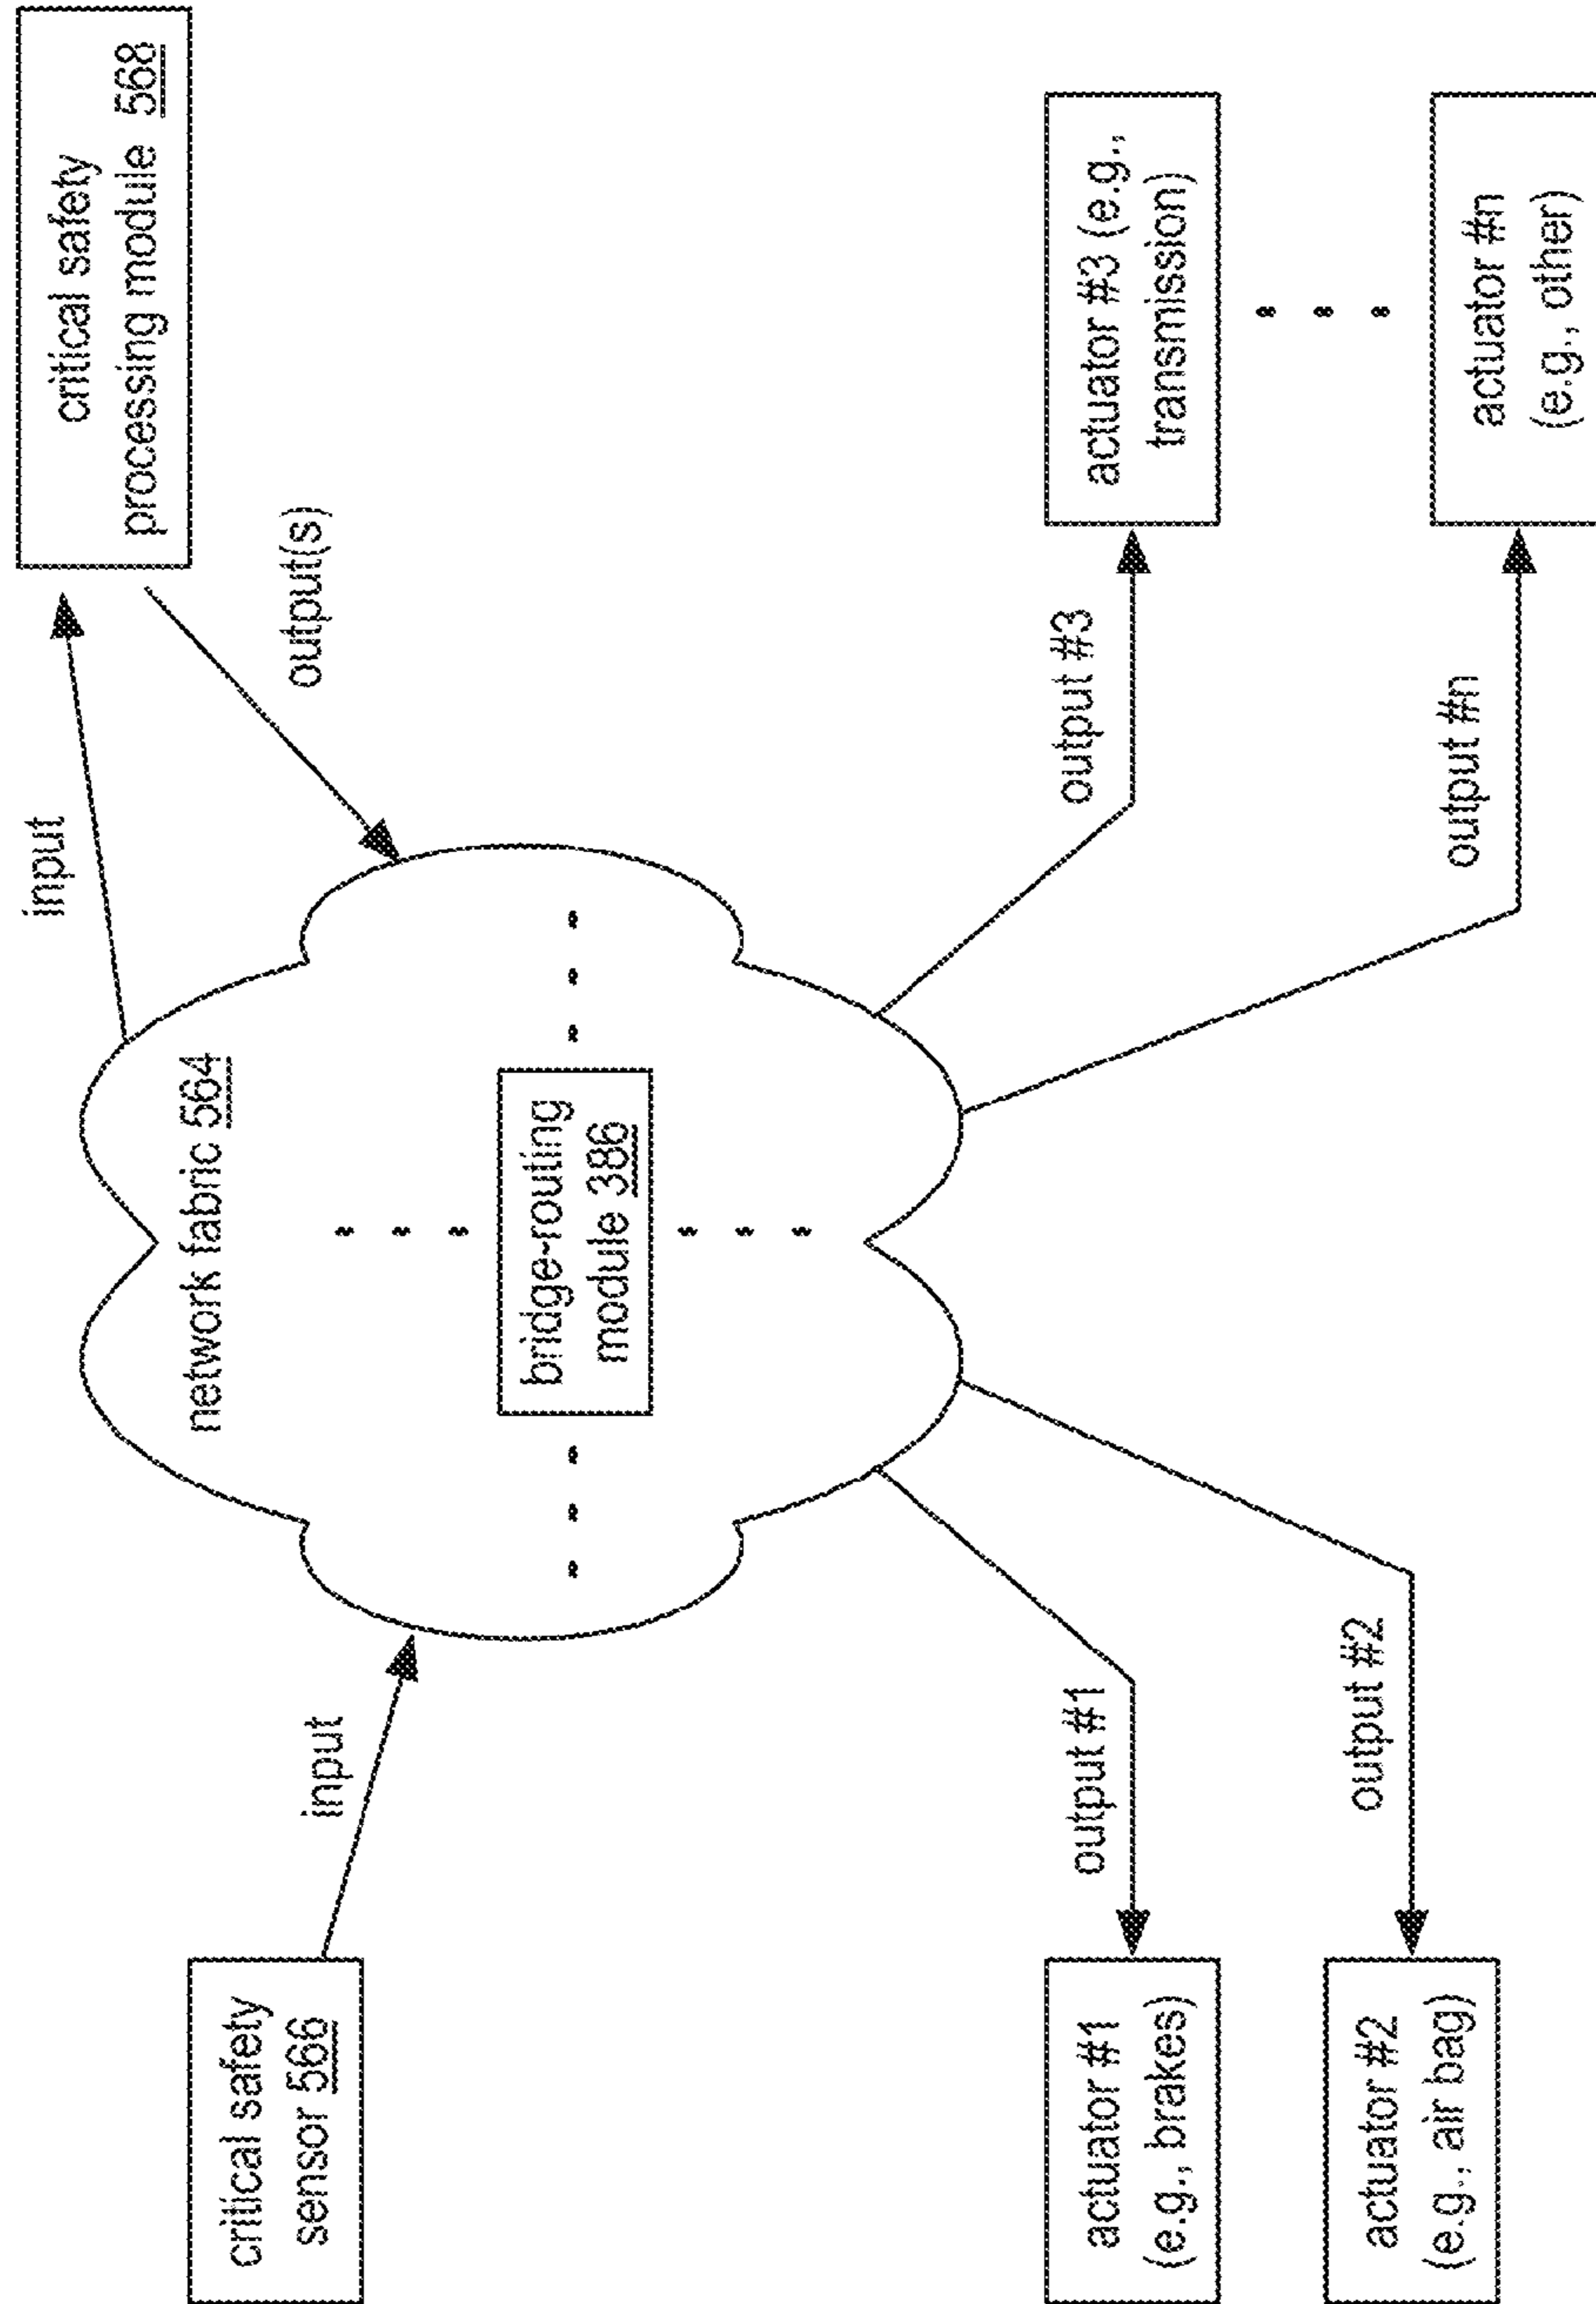 critical safety
processing module 568
input
output(s)
network fabric 564
critical safety
sensor 566
input
bridge-routing
module 386
output #1
output #3
actuator #1
(e.g., brakes)
actuator #3 (e.g.,
transmission)
output #2
output #n
actuator #2
(e.g., air bag)
actuator #n
(e.g., other)